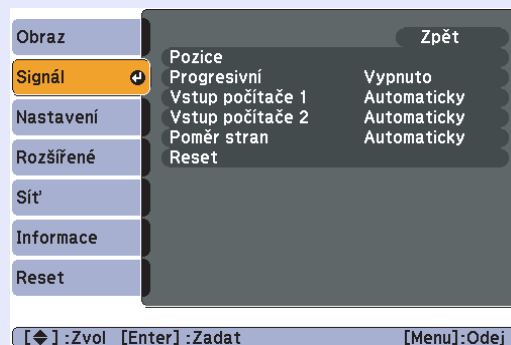 Obraz
Signál
Nastavení
Rozšířené
Síť
Informace
Reset
Zpět
Pozice
Progresivní Vypnuto
Vstup počítače 1 Automaticky
Vstup počítače 2 Automaticky
Poměr stran Automaticky
Reset
[◆] :Zvol [Enter] :Zadat [Menu]:Odej